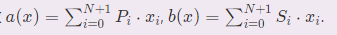 a(x) = ∑_{i=0}^{N+1} P_i · x_i, b(x) = ∑_{i=0}^{N+1} S_i · x_i.